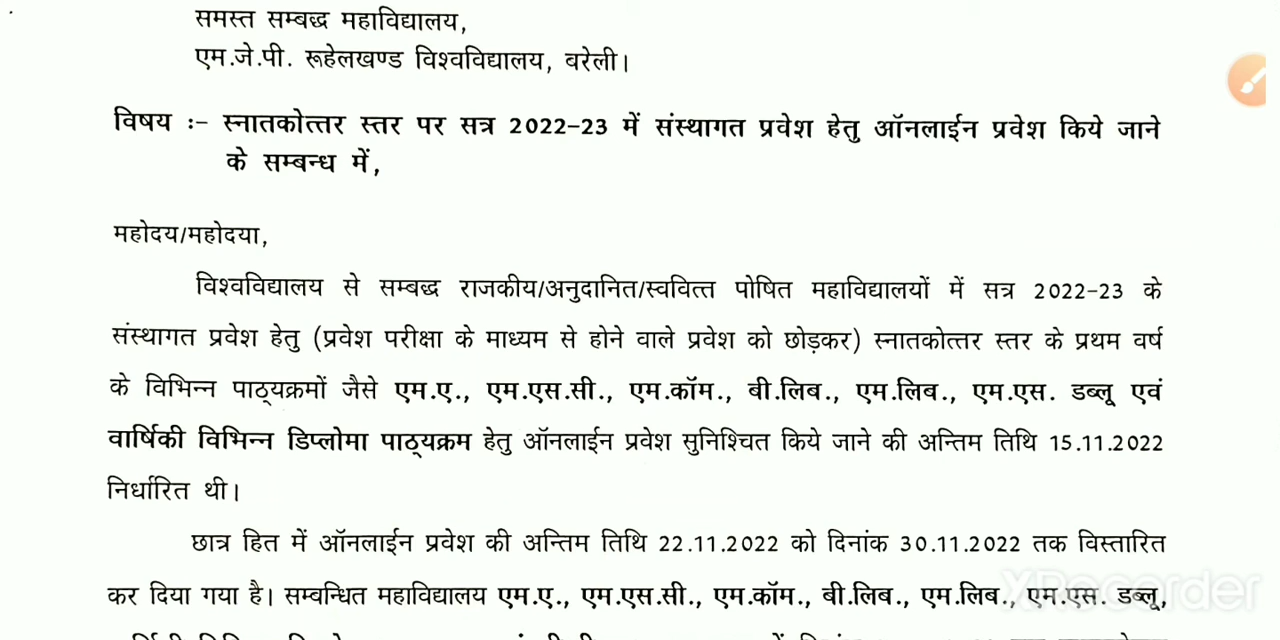 समस्त सम्बद्ध महाविद्यालय,
एम.जे.पी. रूहेलखण्ड विश्वविद्यालय, बरेली।
विषय :- स्नातकोत्तर स्तर पर सत्र 2022-23 में संस्थागत प्रवेश हेतु ऑनलाईन प्रवेश किये जाने
के सम्बन्ध में,
महोदय/महोदया,
विश्वविद्यालय से सम्बद्ध राजकीय/अनुदानित/स्ववित्त पोषित महाविद्यालयों में सत्र 2022-23 के
संस्थागत प्रवेश हेतु (प्रवेश परीक्षा के माध्यम से होने वाले प्रवेश को छोड़कर) स्नातकोत्तर स्तर के प्रथम वर्ष
के विभिन्न पाठ्यक्रमों जैसे एम.ए., एम.एस.सी., एम.कॉम., बी.लिब., एम.लिब., एम.एस. डब्लू एवं
वार्षिकी विभिन्न डिप्लोमा पाठ्यक्रम हेतु ऑनलाईन प्रवेश सुनिश्चित किये जाने की अन्तिम तिथि 15.11.2022
निर्धारित थी।
छात्र हित में ऑनलाईन प्रवेश की अन्तिम तिथि 22.11.2022 को दिनांक 30.11.2022 तक विस्तारित
कर दिया गया है। सम्बन्धित महाविद्यालय एम.ए., एम.एस.सी., एम.कॉम., बी.लिब., एम.लिब., एम.एस. डब्लू,
XRecorder